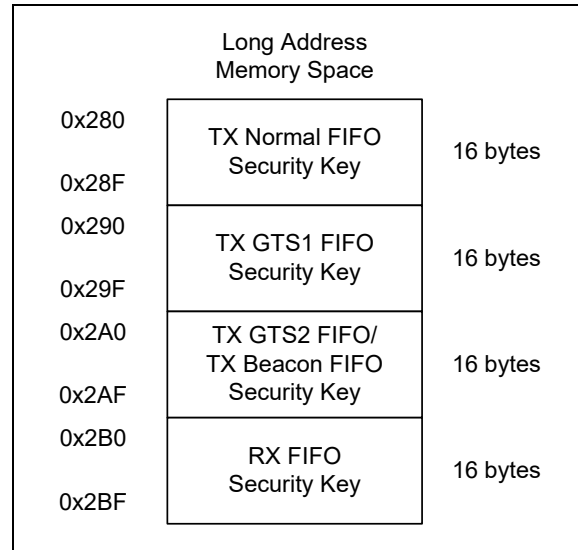 Long Address
Memory Space
0x280
TX Normal FIFO
Security Key
16 bytes
0x28F
0x290
TX GTS1 FIFO
Security Key
16 bytes
0x29F
0x2A0
TX GTS2 FIFO/
TX Beacon FIFO
Security Key
16 bytes
0x2AF
0x2B0
RX FIFO
Security Key
16 bytes
0x2BF